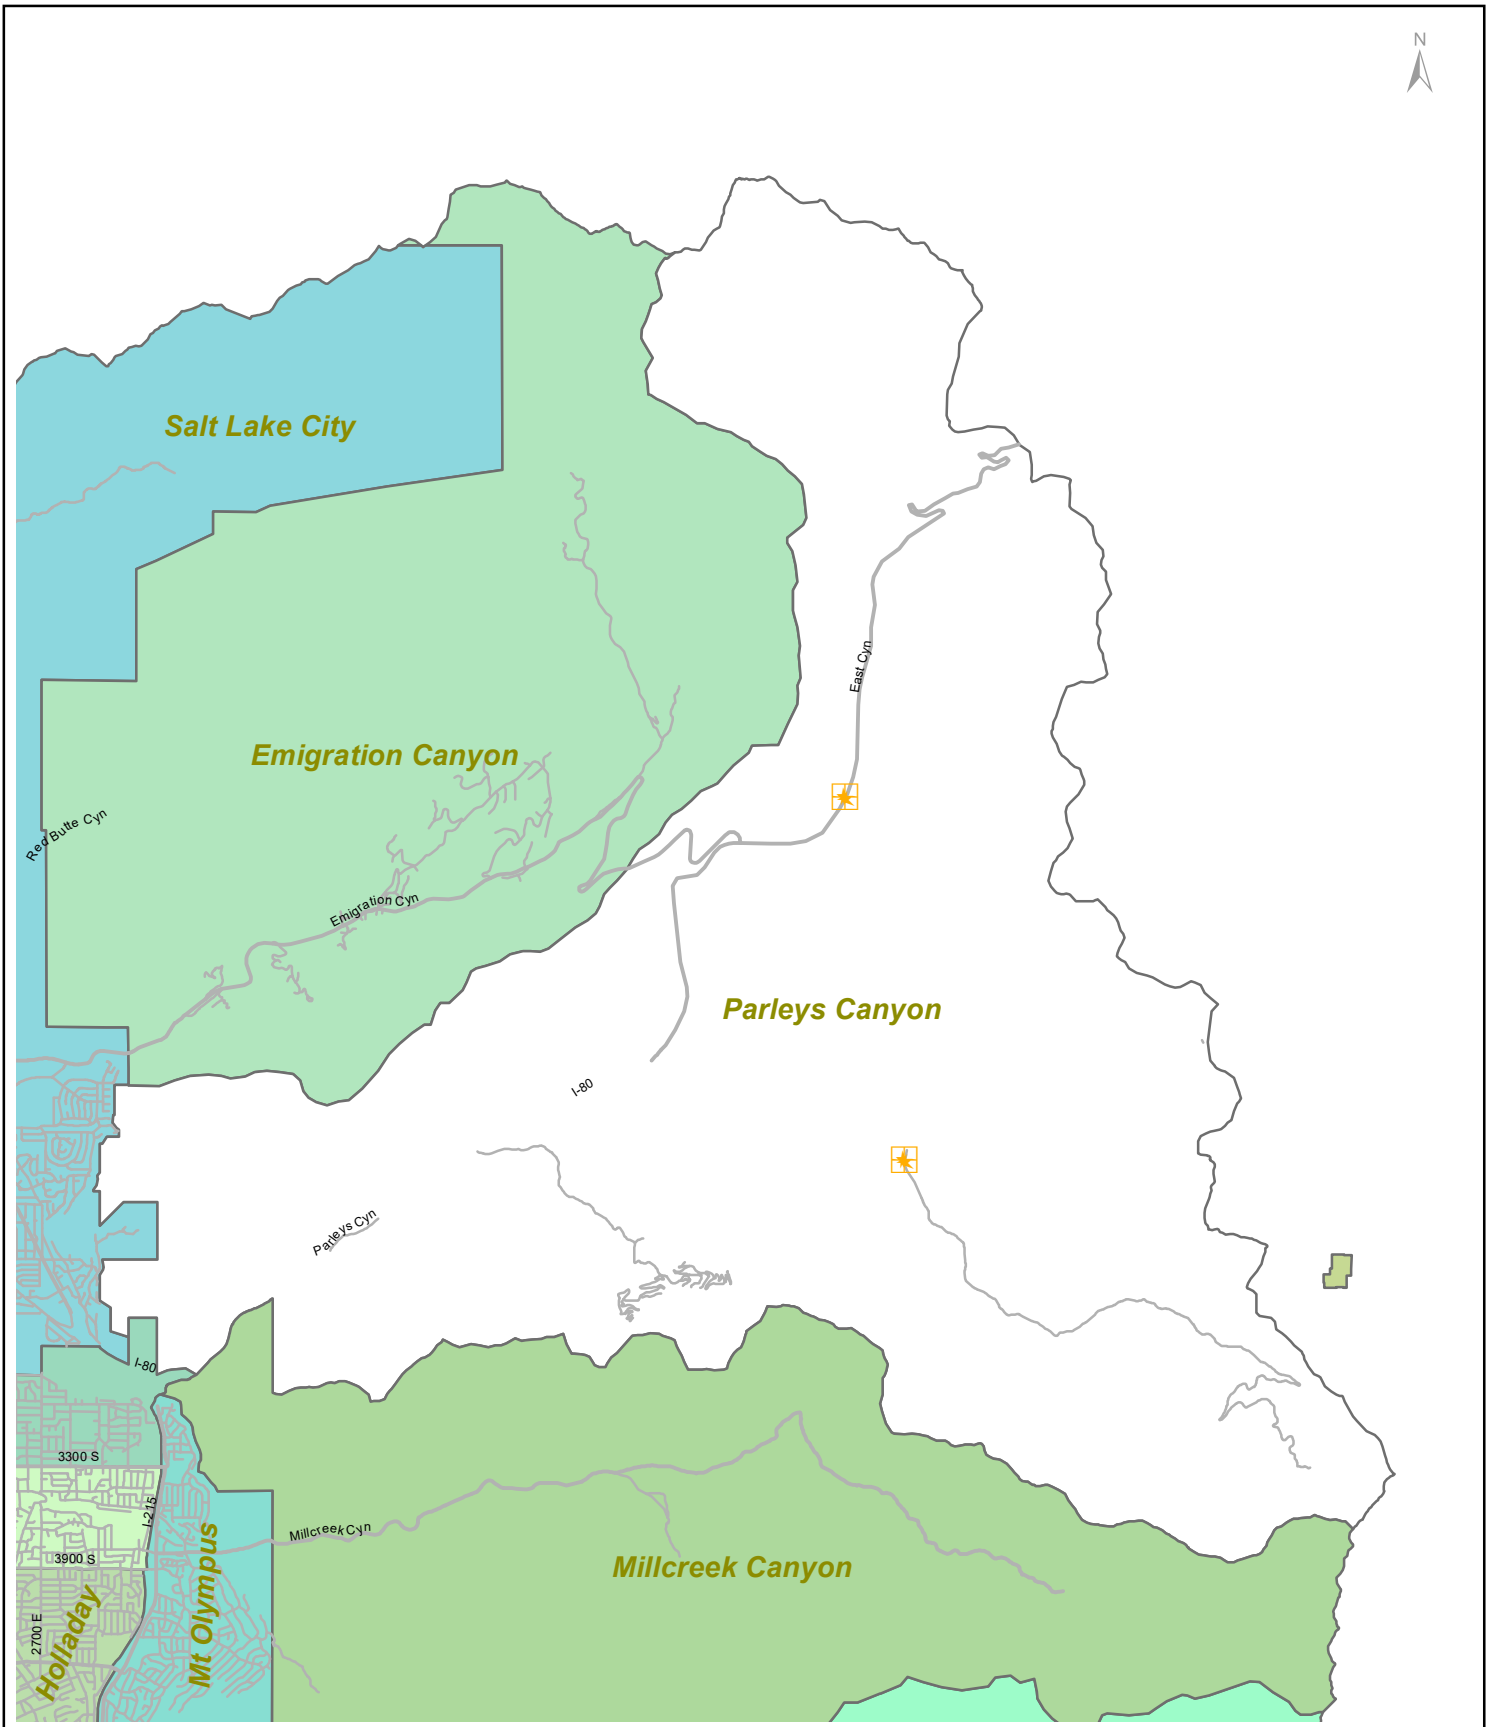 N
Salt Lake City
East Cyn
Emigration Canyon
Red Butte Cyn
Emigration Cyn
Parleys Canyon
I-80
Parleys Cyn
I-80
3300 S
I-215
Millcreek Cyn
3900 S
Millcreek Canyon
Mt Olympus
Holladay
2700 E